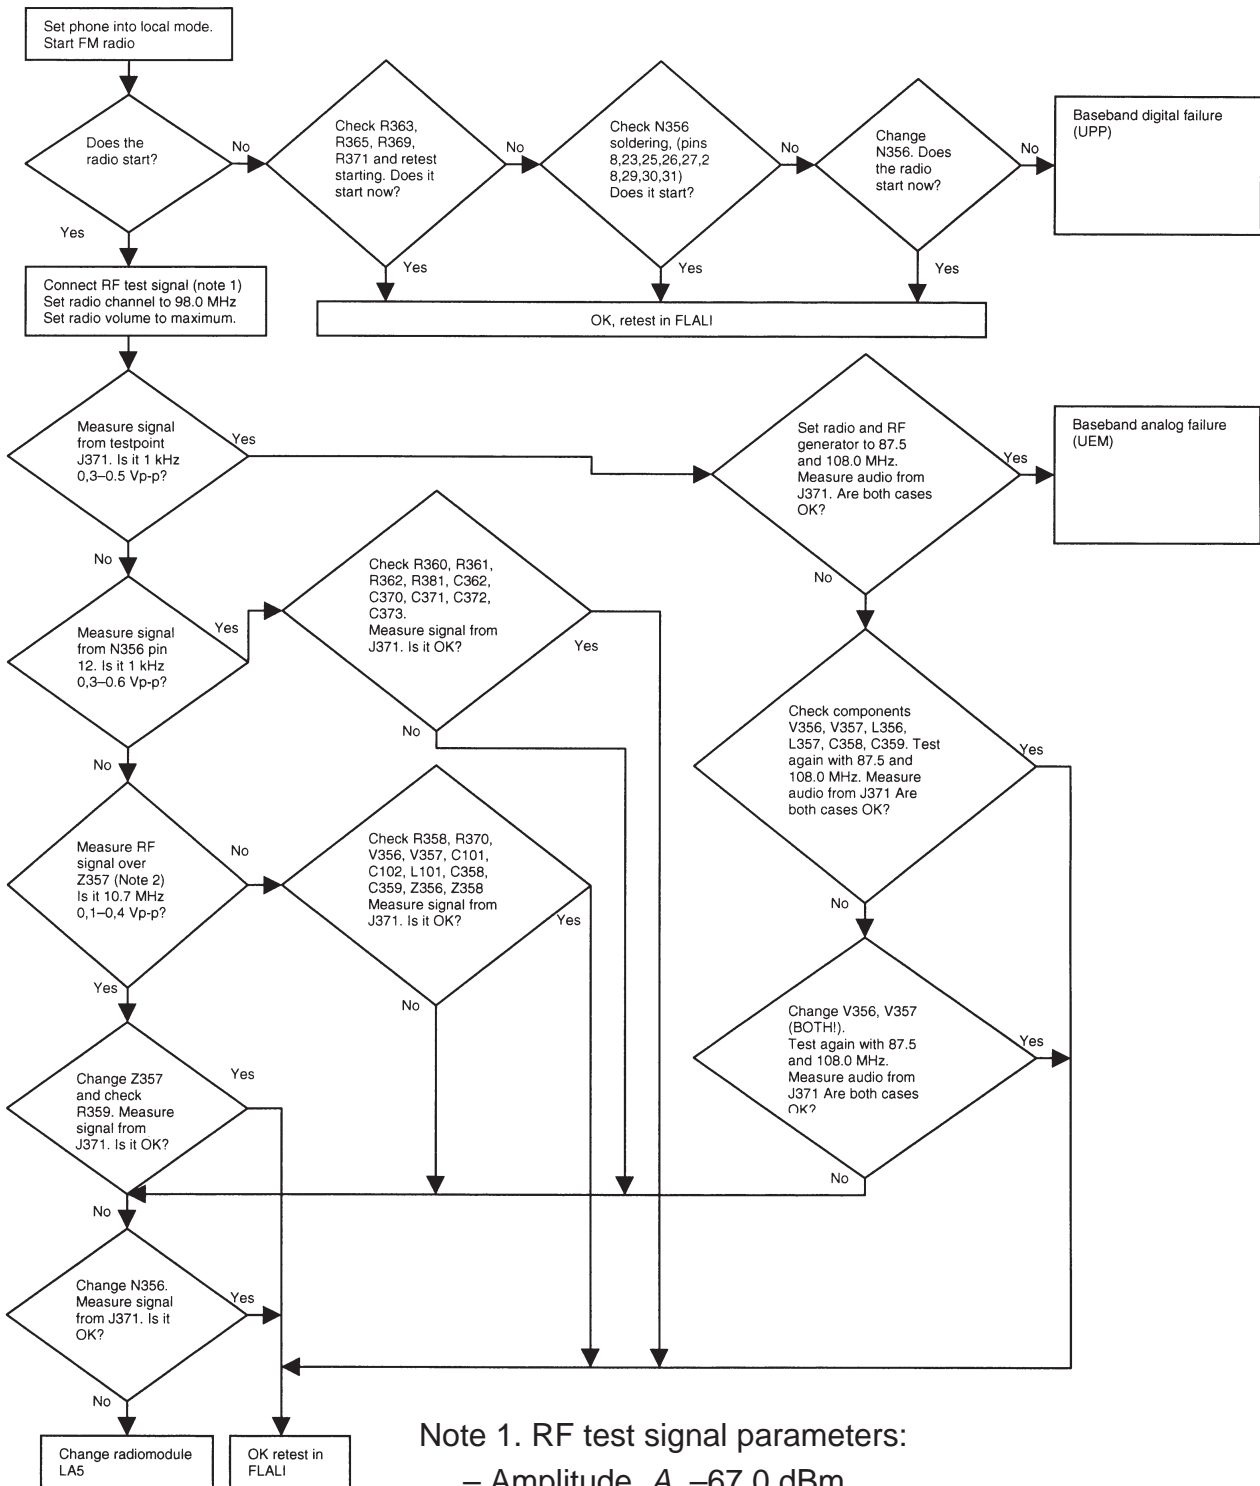 Set phone into local mode.
Start FM radio
Does the
radio start?
No
Check R363,
R365, R369,
R371 and retest
starting. Does it
start now?
No
Check N356
soldering, (pins
8,23,25,26,27,2
8,29,30,31)
Does it start?
No
Change
N356. Does
the radio
start now?
No
Baseband digital failure
(UPP)
Yes
Yes
Yes
Yes
Connect RF test signal (note 1)
Set radio channel to 98.0 MHz
Set radio volume to maximum.
OK, retest in FLALI
Measure signal
from testpoint
J371. Is it 1 kHz
0,3–0.5 Vp-p?
Yes
Set radio and RF
generator to 87.5
and 108.0 MHz.
Measure audio from
J371. Are both cases
OK?
Yes
Baseband analog failure
(UEM)
No
No
Measure signal
from N356 pin
12. Is it 1 kHz
0,3–0.6 Vp-p?
Yes
Check R360, R361,
R362, R381, C362,
C370, C371, C372,
C373.
Measure signal from
J371. Is it OK?
Yes
No
No
Check components
V356, V357, L356,
L357, C358, C359. Test
again with 87.5 and
108.0 MHz. Measure
audio from J371 Are
both cases OK?
Yes
No
Measure RF
signal over
Z357 (Note 2)
Is it 10.7 MHz
0,1–0,4 Vp-p?
No
Check R358, R370,
V356, V357, C101,
C102, L101, C358,
C359, Z356, Z358
Measure signal from
J371. Is it OK?
Yes
No
Yes
Change V356, V357
(BOTH!).
Test again with 87.5
and 108.0 MHz.
Measure audio from
J371 Are both cases
OK?
Yes
No
Change Z357
and check
R359. Measure
signal from
J371. Is it OK?
Yes
No
Change N356.
Measure signal
from J371. Is it
OK?
Yes
No
Change radiomodule
LA5
OK retest in
FLALI
Note 1. RF test signal parameters:
– Amplitude, A, –67.0 dBm